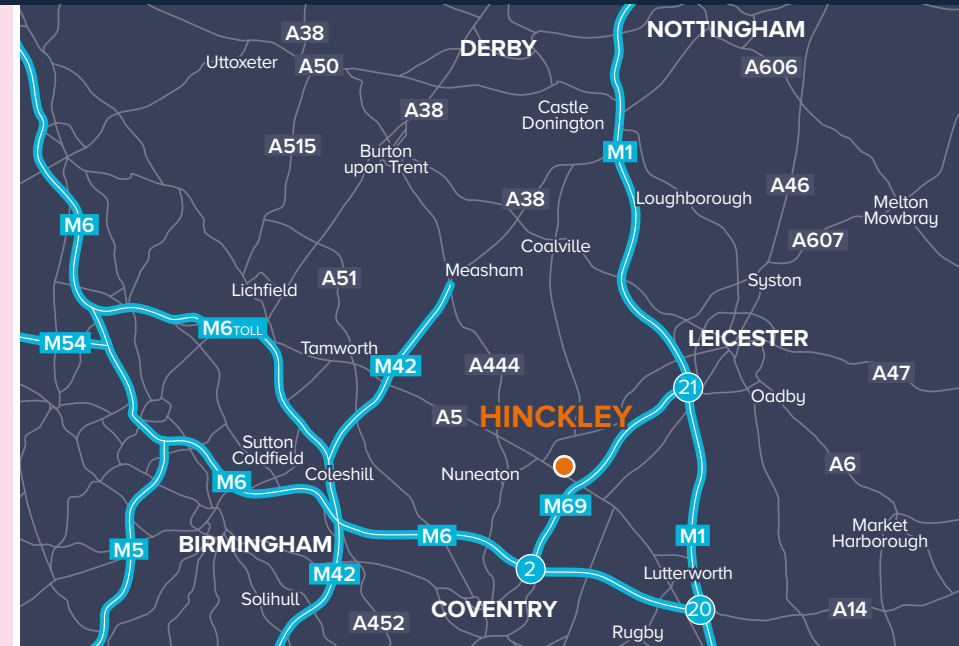 NOTTINGHAM
A38
DERBY
Uttoxeter
A50
A606
A38
Castle
Donington
A515
Burton
upon Trent
M1
A46
A38
Loughborough
Melton
Mowbray
M6
A607
Coalville
Measham
A51
Syston
Lichfield
M6TOLL
M54
LEICESTER
Tamworth
M42
A444
A47
21
Oadby
A5
HINCKLEY
Sutton
Coldfield
A6
Coleshill
Nuneaton
M6
M69
Market
Harborough
M6
M1
BIRMINGHAM
M5
2
M42
Lutterworth
Solihull
COVENTRY
20
A14
A452
Rugby